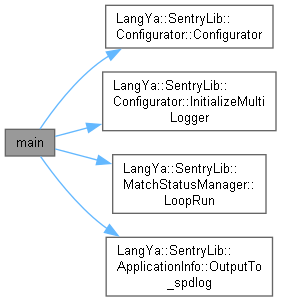 main
LangYa::SentryLib::
Configurator::Configurator
LangYa::SentryLib::
Configurator::InitializeMulti
Logger
LangYa::SentryLib::
MatchStatusManager::
LoopRun
LangYa::SentryLib::
ApplicationInfo::OutputTo
_spdlog